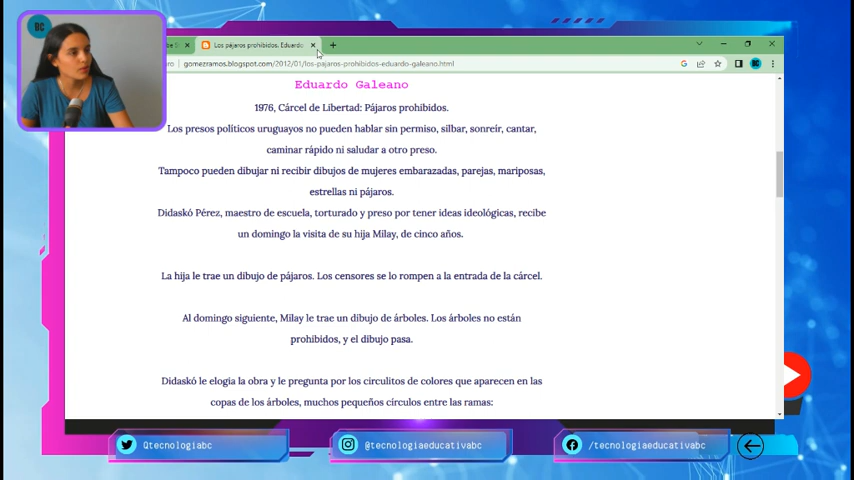 BC
Los pájaros prohibidos. Eduardo
gomezramos.blogspot.com/2012/01/los-pajaros-prohibidos-eduardo-galeano.html
Eduardo Galeano
1976, Cárcel de Libertad: Pájaros prohibidos.
Los presos políticos uruguayos no pueden hablar sin permiso, silbar, sonreír, cantar,
caminar rápido ni saludar a otro preso.
Tampoco pueden dibujar ni recibir dibujos de mujeres embarazadas, parejas, mariposas,
estrellas ni pájaros.
Didaskó Pérez, maestro de escuela, torturado y preso por tener ideas ideológicas, recibe
un domingo la visita de su hija Milay, de cinco años.
La hija le trae un dibujo de pájaros. Los censores se lo rompen a la entrada de la cárcel.
Al domingo siguiente, Milay le trae un dibujo de árboles. Los árboles no están
prohibidos, y el dibujo pasa.
Didaskó le elogia la obra y le pregunta por los circulitos de colores que aparecen en las
copas de los árboles, muchos pequeños círculos entre las ramas:
Qtecnologiabc
@tecnologiaeducativabc
/tecnologiaeducativabc